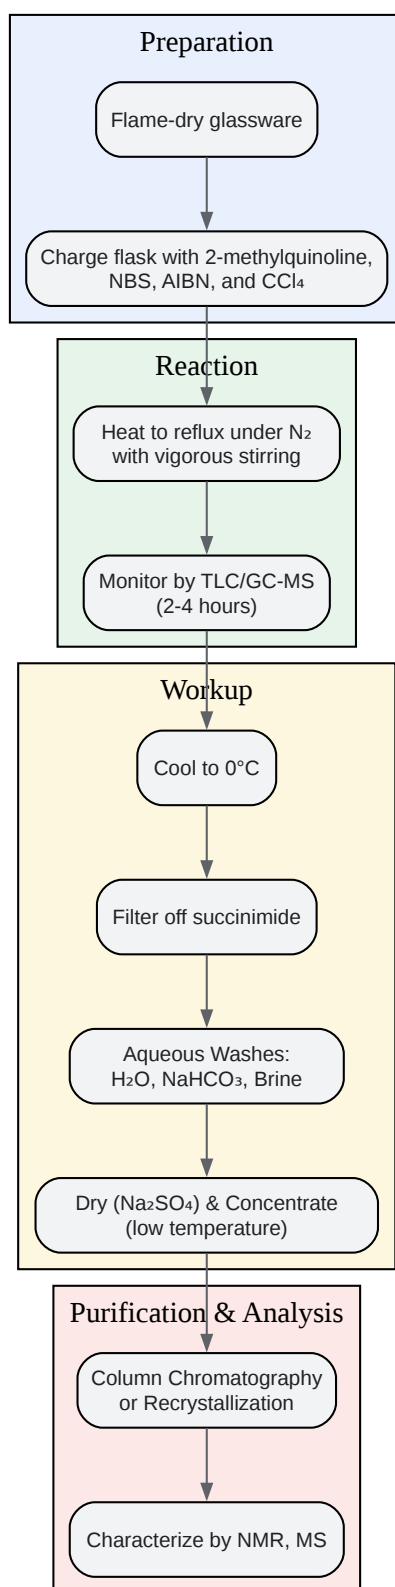 Preparation
Flame-dry glassware
Charge flask with 2-methylquinoline,
NBS, AIBN, and CCl₄
Reaction
Heat to reflux under N₂
with vigorous stirring
Monitor by TLC/GC-MS
(2-4 hours)
Workup
Cool to 0°C
Filter off succinimide
Aqueous Washes:
H₂O, NaHCO₃, Brine
Dry (Na₂SO₄) & Concentrate
(low temperature)
Purification & Analysis
Column Chromatography
or Recrystallization
Characterize by NMR, MS